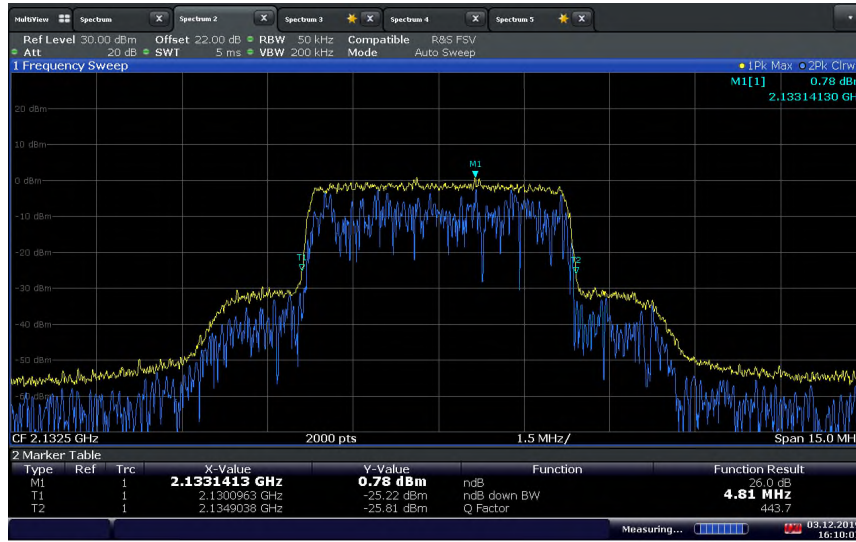 MultiView Spectrum X Spectrum 2 X Spectrum 3 X Spectrum 4 X Spectrum 5 X
Ref Level 30.00 dBm Offset 22.00 dB RBW 50 kHz Compatible R&S FSV
Att 20 dB SWT 5 ms VBW 200 kHz Mode Auto Sweep
1 Frequency Sweep 1Pk Max 2Pk Clrw
M1[1] 0.78 dBm
2.13314130 GH
20 dBm
10 dBm
M1
0 dBm
-10 dBm
-20 dBm
T1
T2
-30 dBm
-40 dBm
-50 dBm
-60 dBm
CF 2.1325 GHz 2000 pts 1.5 MHz/ Span 15.0 MH
2 Marker Table
Type Ref Trc X-Value Y-Value Function Function Result
M1 1 2.1331413 GHz 0.78 dBm ndB 26.0 dB
T1 1 2.1300963 GHz -25.22 dBm ndB down BW 4.81 MHz
T2 1 2.1349038 GHz -25.81 dBm Q Factor 443.7
Measuring... 03.12.201
16:10:0